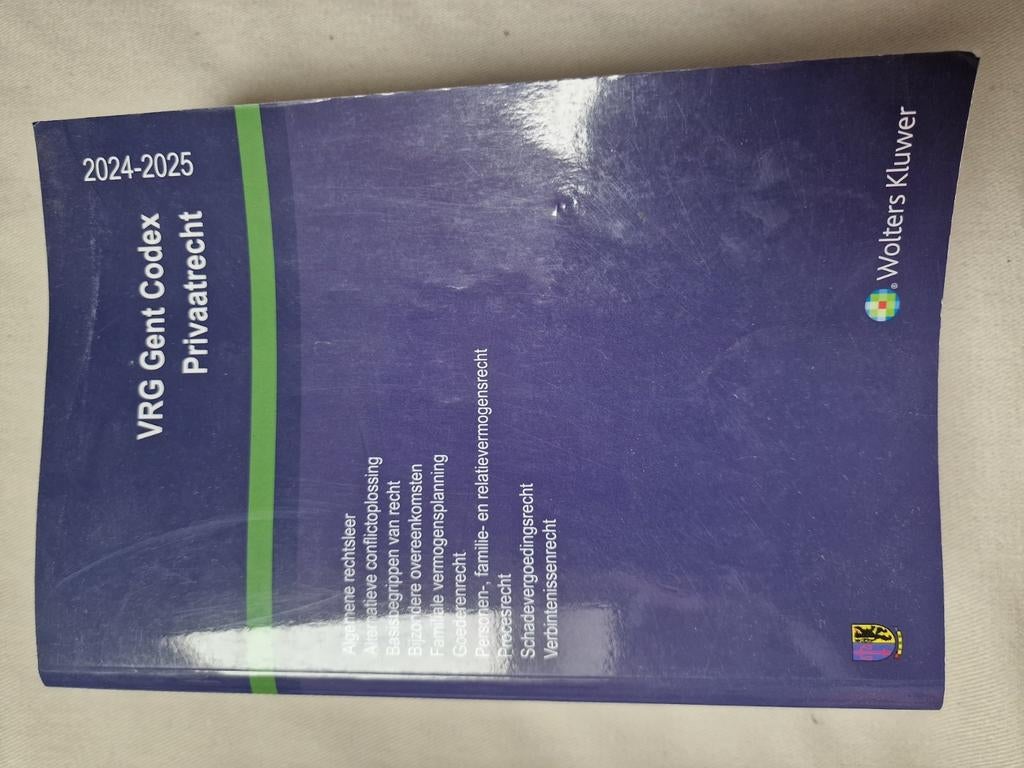 2024-2025
VRG Gent Codex
Privaatrecht
Algemene rechtsleer
Alternatieve conflictoplossing
Basisbegrippen van recht
Bijzondere overeenkomsten
Familiale vermogensplanning
Goederenrecht
Personen-, familie- en relatievermogensrecht
Procesrecht
Schadevergoedingsrecht
Verbintenissenrecht
® Wolters Kluwer